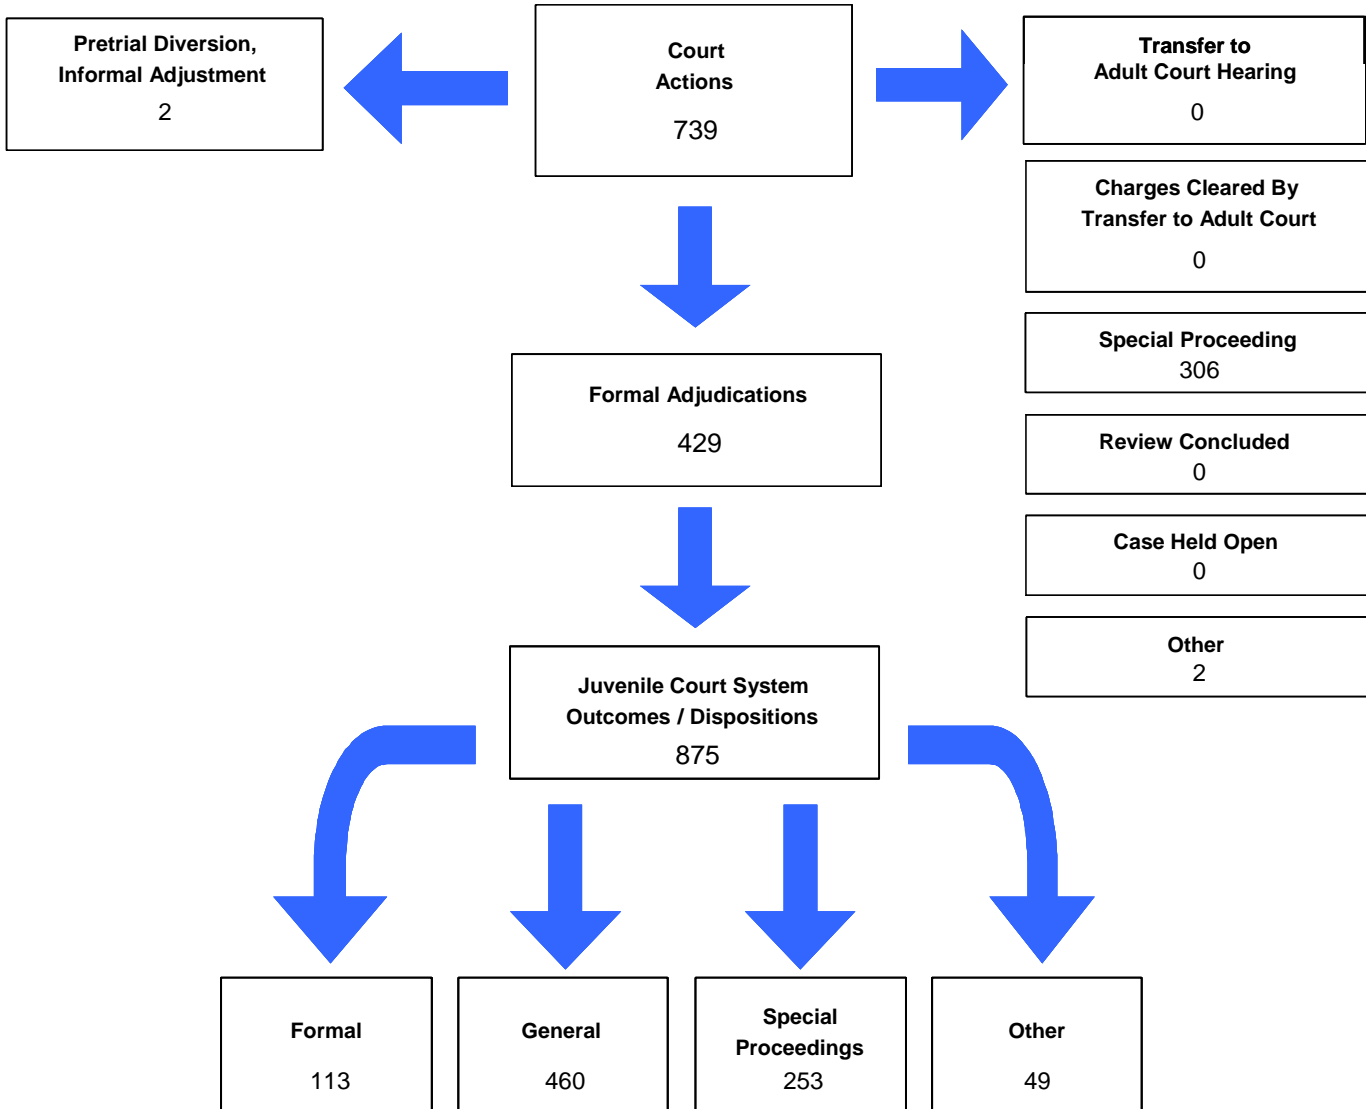 Pretrial Diversion,
Informal Adjustment
2
Court
Actions
739
Transfer to
Adult Court Hearing
0
Charges Cleared By
Transfer to Adult Court
0
Special Proceeding
306
Review Concluded
0
Case Held Open
0
Other
2
Formal Adjudications
429
Juvenile Court System
Outcomes / Dispositions
875
Formal
113
General
460
Special
Proceedings
253
Other
49